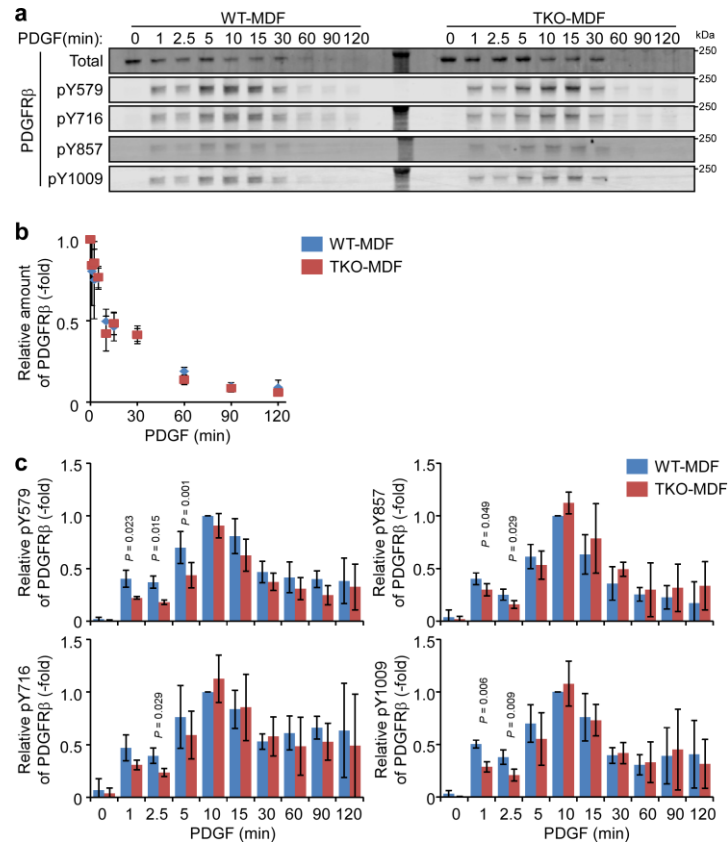 a
WT-MDF TKO-MDF
PDGF(min): 0 1 2.5 5 10 15 30 60 90 120 0 1 2.5 5 10 15 30 60 90 120 kDa
PDGFRβ
Total 250
pY579 250
pY716 250
pY857 250
pY1009 250
b
Relative amount
of PDGFRβ (-fold)
1.0
0.5
0
0 30 60 90 120
PDGF (min)
WT-MDF
TKO-MDF
c
WT-MDF
TKO-MDF
Relative pY579
of PDGFRβ (-fold)
1.5
1.0
0.5
0
P = 0.023
P = 0.015
P = 0.001
Relative pY857
of PDGFRβ (-fold)
1.5
1.0
0.5
0
P = 0.049
P = 0.029
Relative pY716
of PDGFRβ (-fold)
1.5
1.0
0.5
0
P = 0.029
0 1 2.5 5 10 15 30 60 90 120
PDGF (min)
Relative pY1009
of PDGFRβ (-fold)
1.5
1.0
0.5
0
P = 0.006
P = 0.009
0 1 2.5 5 10 15 30 60 90 120
PDGF (min)